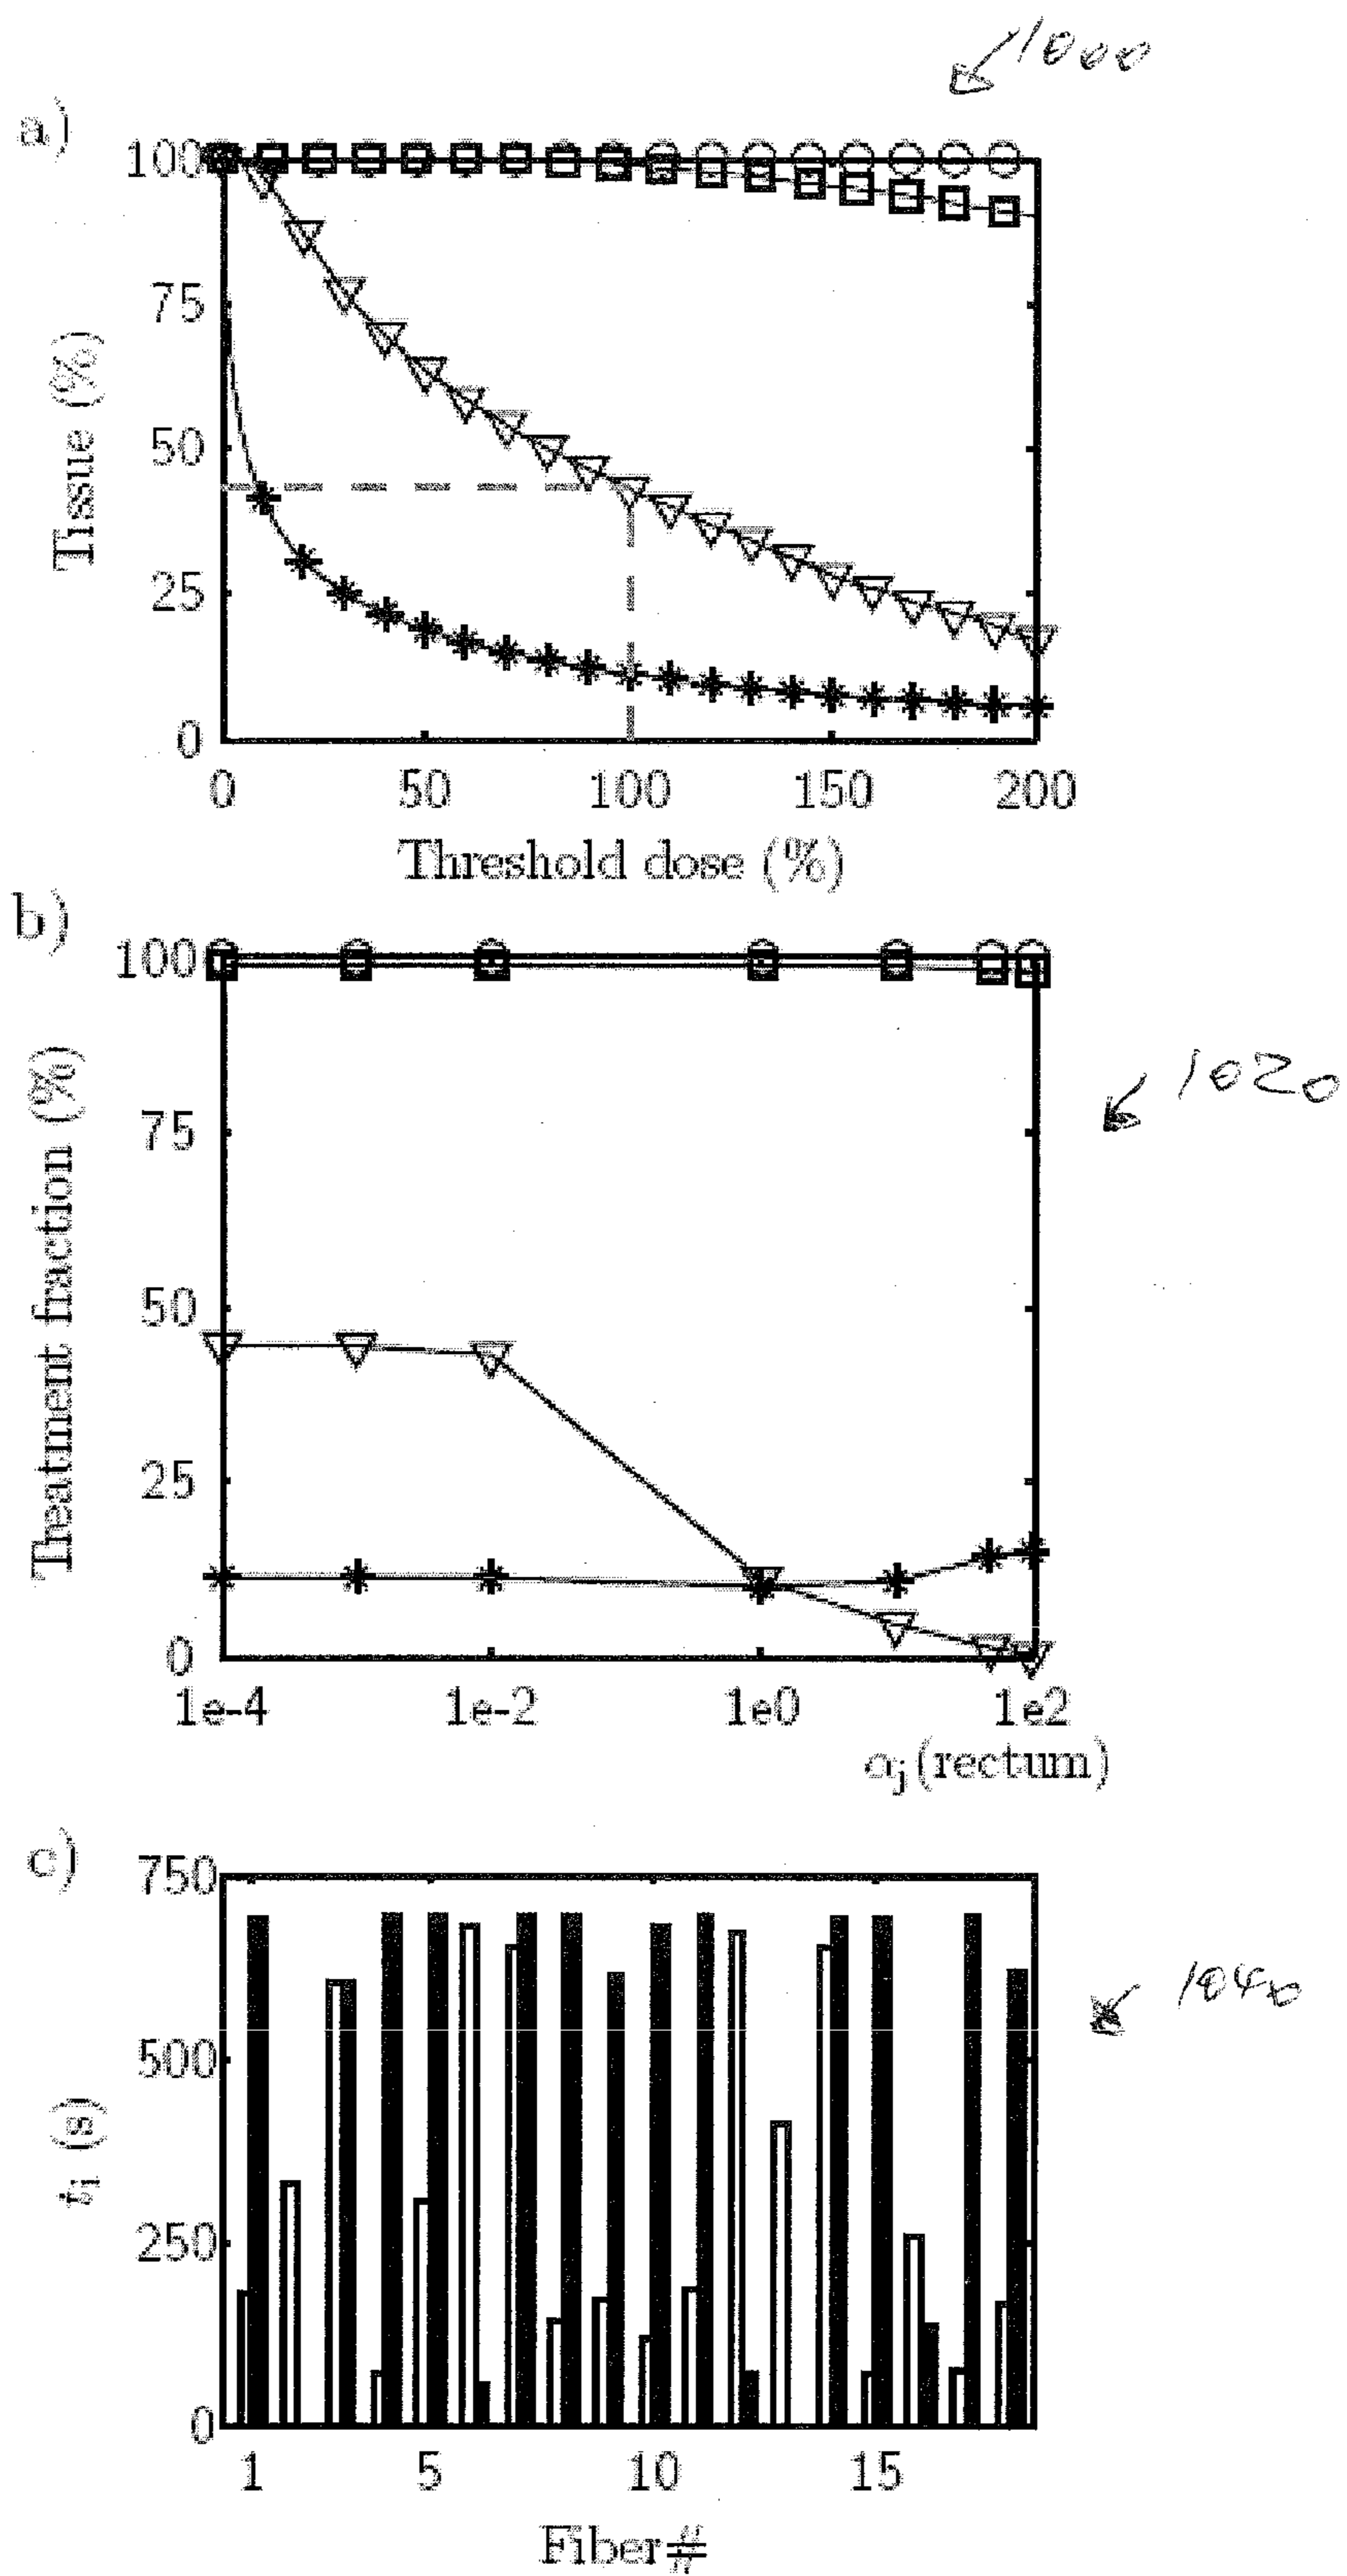 1000
a)
100
75
50
25
0
Tissue (%)
0 50 100 150 200
Threshold dose (%)
b)
100
75
50
25
0
Treatment fraction (%)
1020
1e-4 1e-2 1e0 1e2
αj(rectum)
c)
750
500
250
0
ti (s)
1040
1 5 10 15
Fiber#